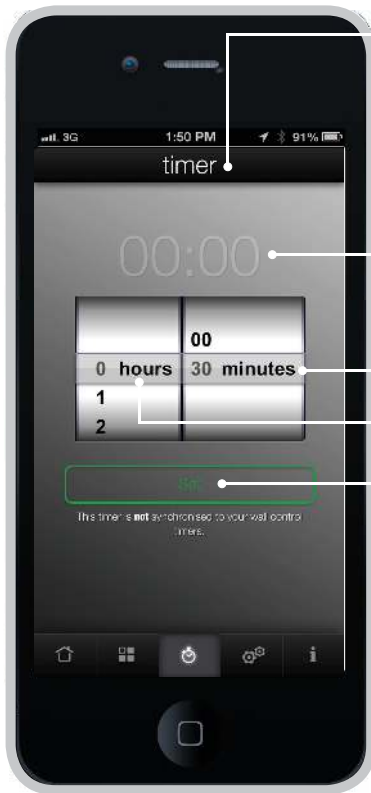 3G 1:50 PM 91%
timer
00:00
00
0 hours 30 minutes
1
2
Set
This timer is not synchronised to your wall control
timers.
i